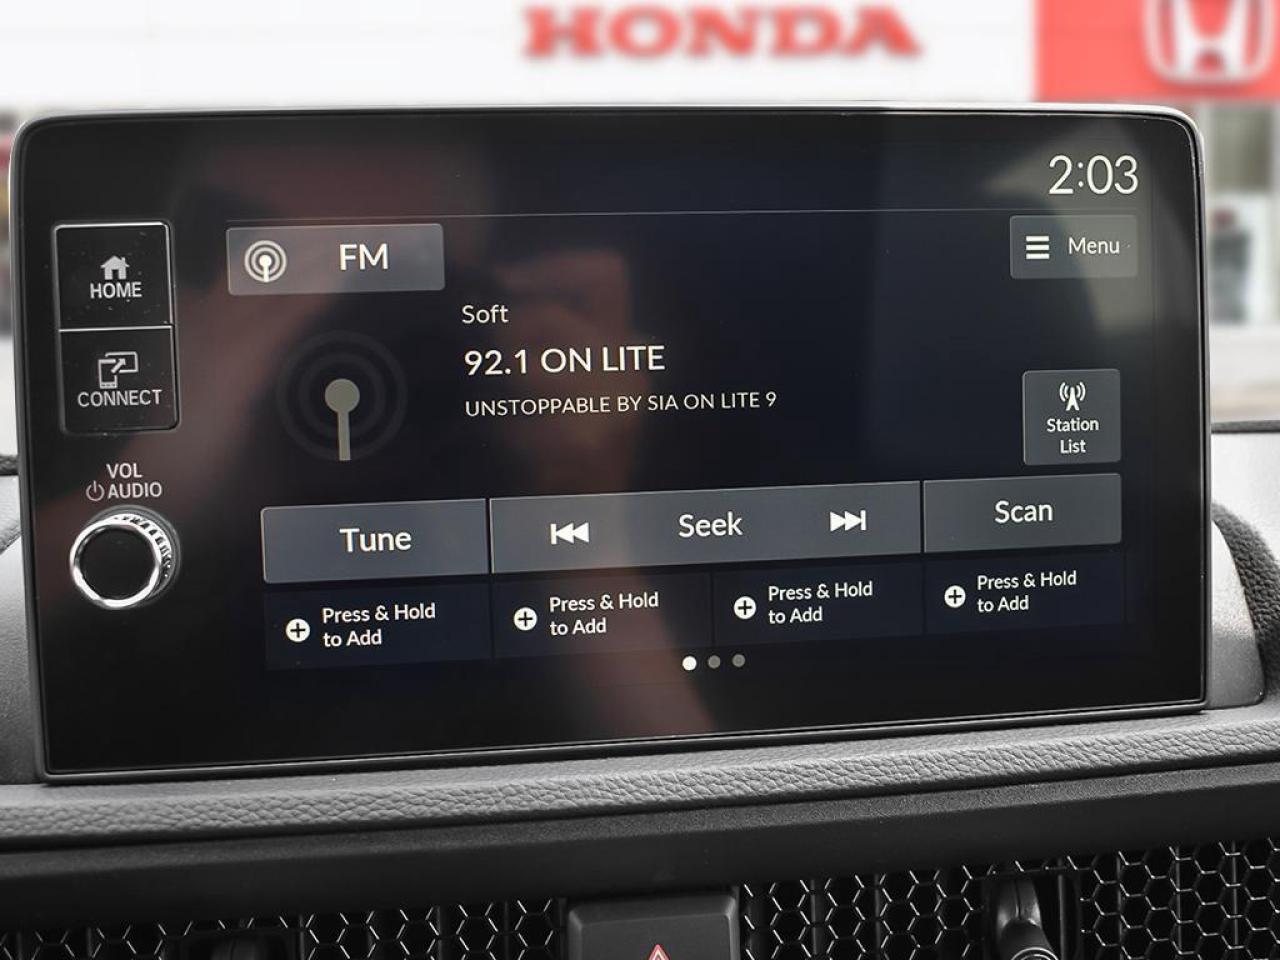 HONDA
2:03
HOME
FM
Menu
Soft
92.1 ON LITE
UNSTOPPABLE BY SIA ON LITE 9
CONNECT
Station
List
VOL
AUDIO
Tune
Seek
Scan
Press & Hold
to Add
Press & Hold
to Add
Press & Hold
to Add
Press & Hold
to Add